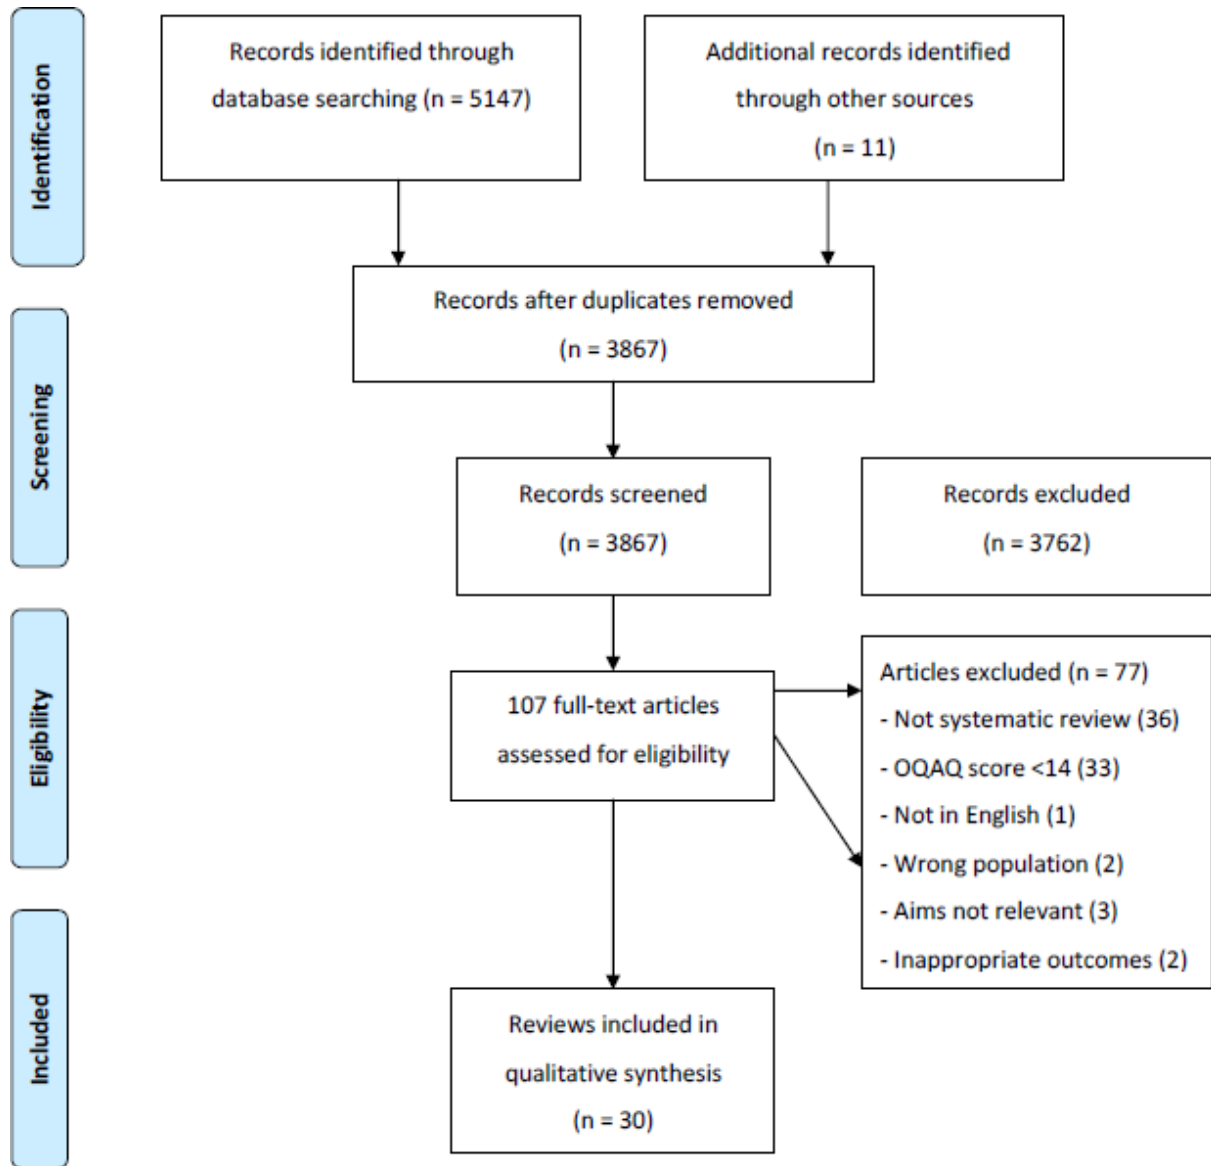 Identification
Records identified through
database searching (n = 5147)
Additional records identified
through other sources
(n = 11)
Records after duplicates removed
(n = 3867)
Screening
Records screened
(n = 3867)
Records excluded
(n = 3762)
Eligibility
107 full-text articles
assessed for eligibility
Articles excluded (n = 77)
- Not systematic review (36)
- OQAQ score <14 (33)
- Not in English (1)
- Wrong population (2)
- Aims not relevant (3)
- Inappropriate outcomes (2)
Included
Reviews included in
qualitative synthesis
(n = 30)